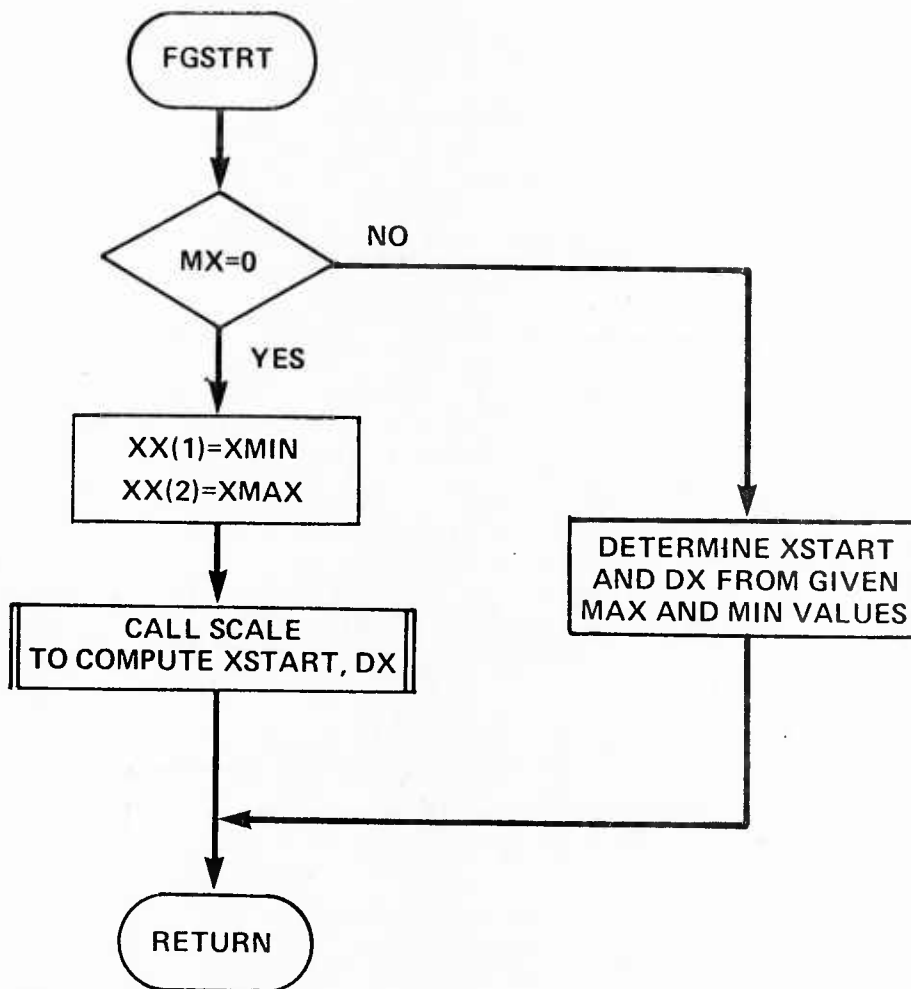 FGSTRT
MX=0
NO
YES
XX(1)=XMIN
XX(2)=XMAX
DETERMINE XSTART
AND DX FROM GIVEN
MAX AND MIN VALUES
CALL SCALE
TO COMPUTE XSTART, DX
RETURN